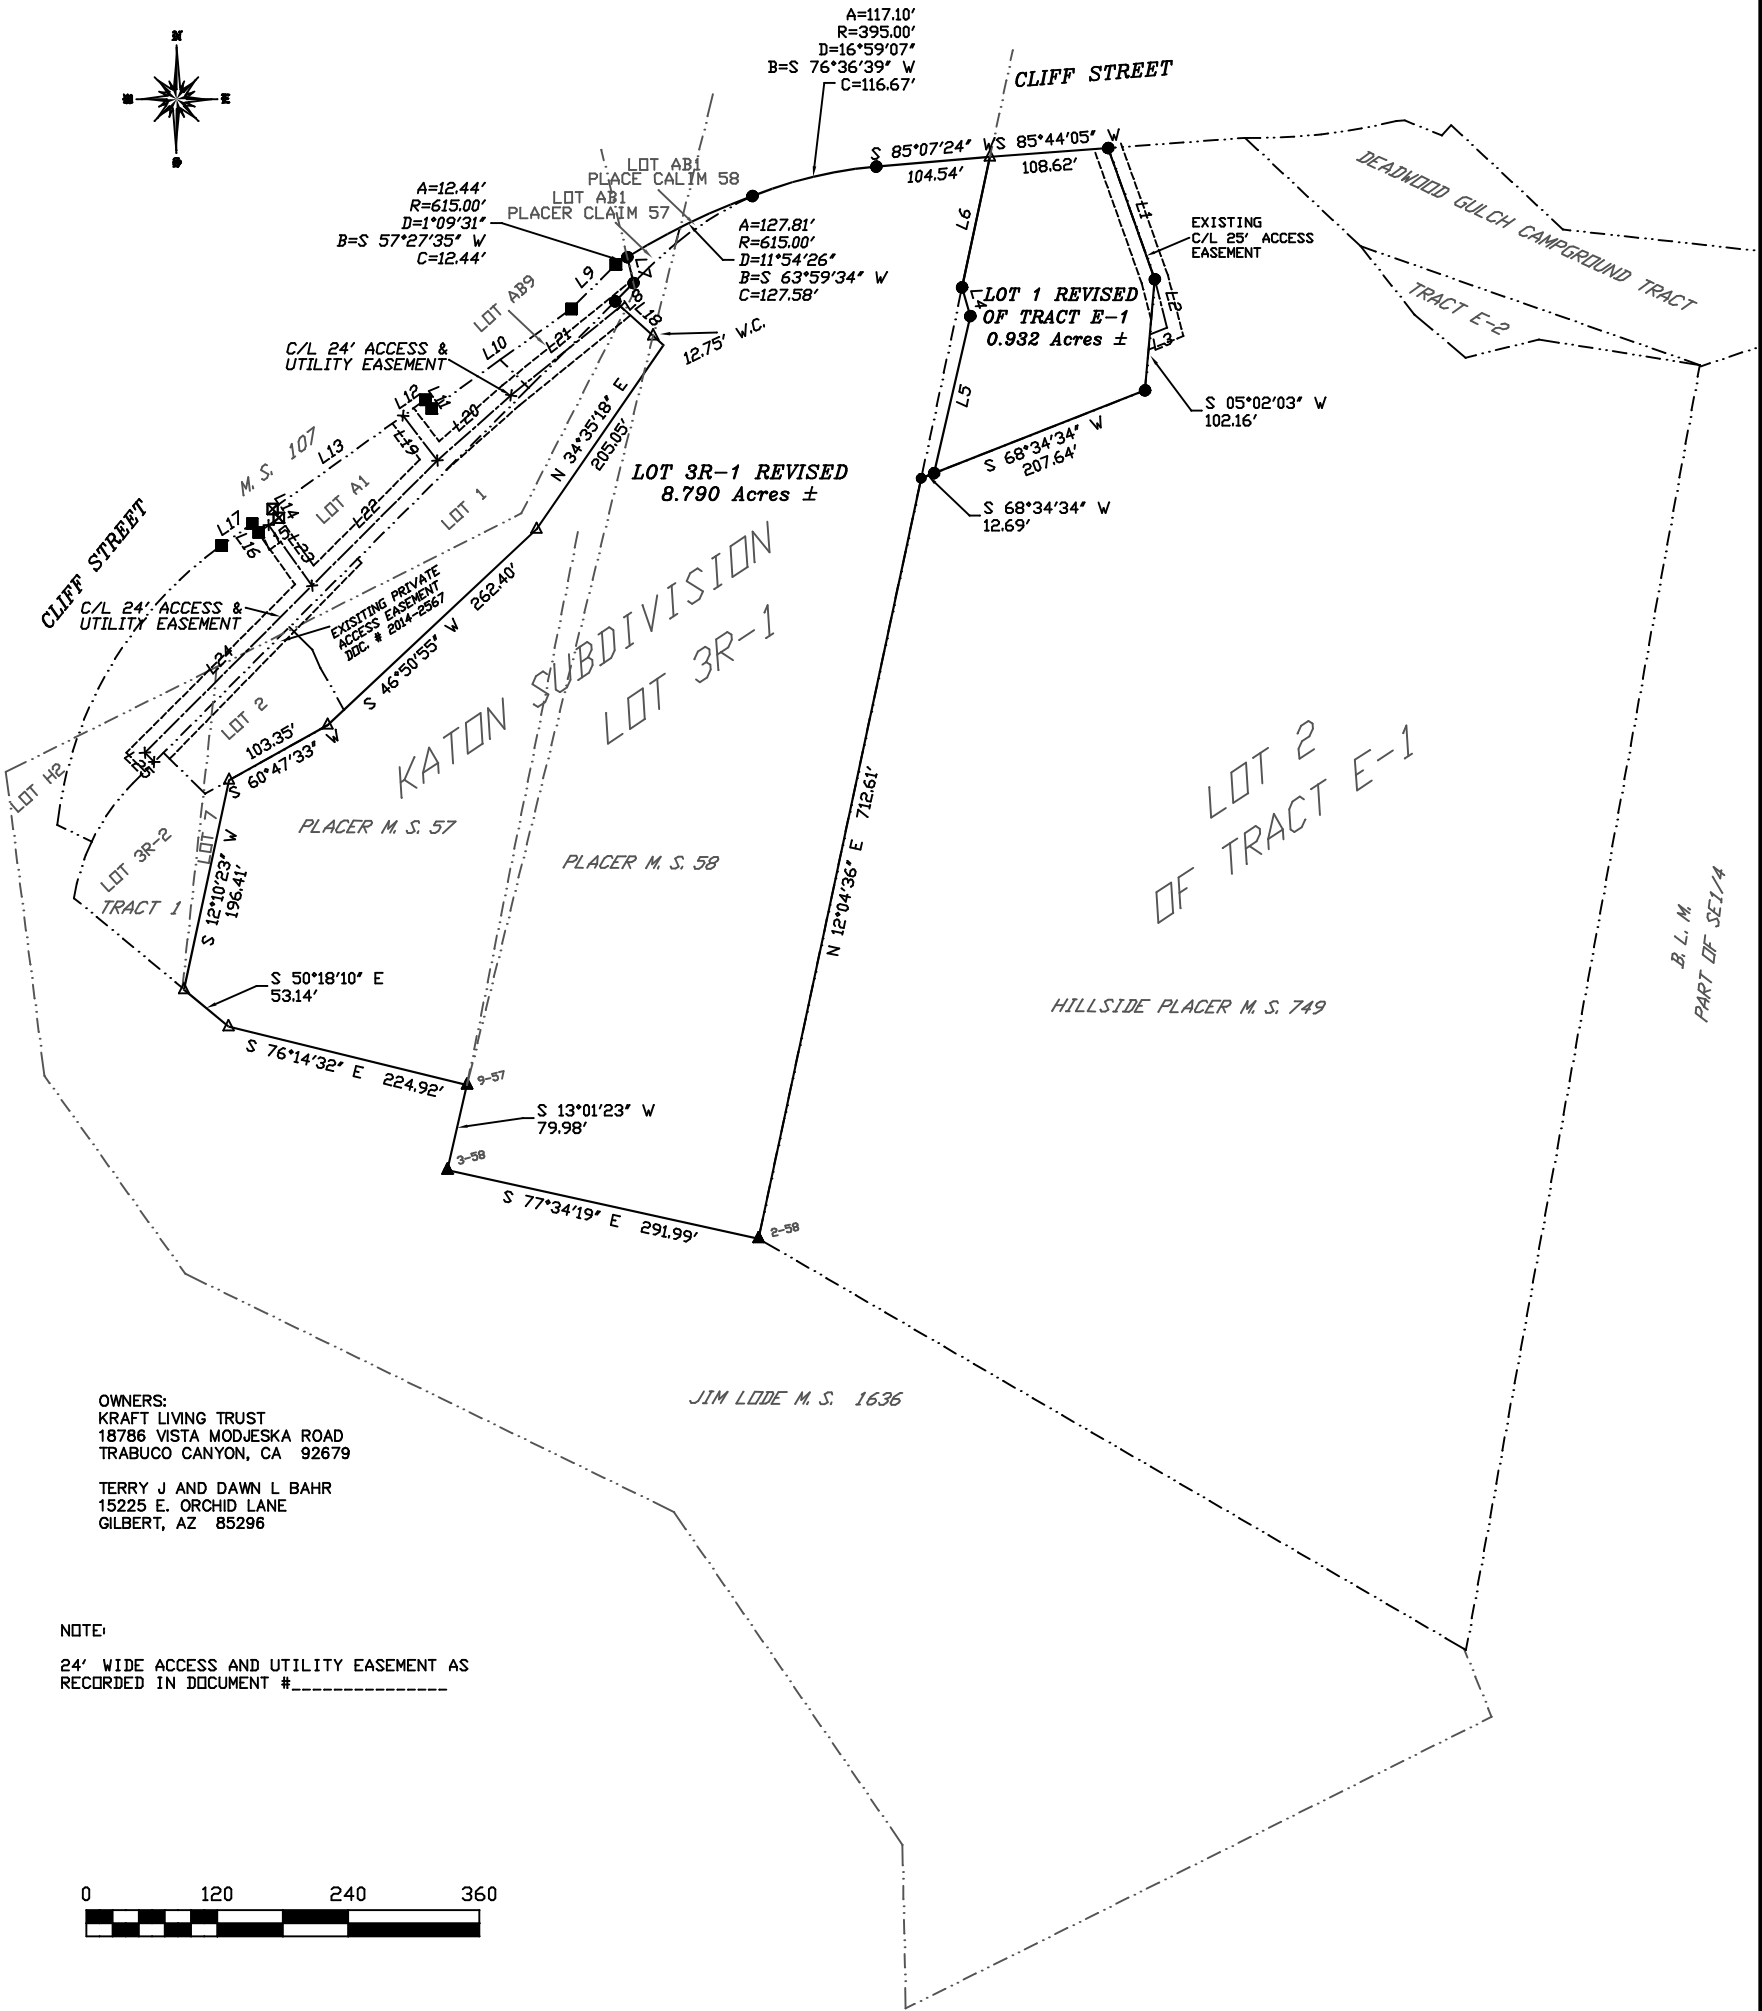 A=117.10'
R=395.00'
D=16°59'07"
B=S 76°36'39" W
C=116.67'
CLIFF STREET
S 85°07'24" W
104.54'
S 85°44'05" W
108.62'
DEADWOOD GULCH CAMPGROUND TRACT
TRACT E-2
LOT AB1
PLACE CALIM 58
LOT AB1
PLACER CLAIM 57
A=12.44'
R=615.00'
D=1°09'31"
B=S 57°27'35" W
C=12.44'
A=127.81'
R=615.00'
D=11°54'26"
B=S 63°59'34" W
C=127.58'
L6
L1
EXISTING
C/L 25' ACCESS
EASEMENT
L2
L3
L4
L5
LOT 1 REVISED
OF TRACT E-1
0.932 Acres ±
L7
L8
L18
L9
LOT AB9
L10
L21
12.75' W.C.
C/L 24' ACCESS &
UTILITY EASEMENT
L12
L11
L20
L19
N 34°35'18" E
205.05'
S 05°02'03" W
102.16'
S 68°34'34" W
207.64'
S 68°34'34" W
12.69'
LOT 3R-1 REVISED
8.790 Acres ±
M. S. 107
L13
LOT A1
L22
LOT 1
L14
L15
L23
L17
L16
CLIFF STREET
C/L 24' ACCESS &
UTILITY EASEMENT
EXISITING PRIVATE
ACCESS EASEMENT
DOC. # 2014-2567
S 46°50'55" W
262.40'
L24
LOT 2
L25
103.35'
S 60°47'33" W
KATON SUBDIVISION
LOT 3R-1
LOT H2
LOT 3R-2
LOT 7
TRACT 1
PLACER M. S. 57
PLACER M. S. 58
S 12°10'23" W
196.41'
N 12°04'36" E 712.61'
LOT 2
OF TRACT E-1
B. L. M.
PART OF SE1/4
HILLSIDE PLACER M. S. 749
S 50°18'10" E
53.14'
S 76°14'32" E 224.92'
9-57
S 13°01'23" W
79.98'
3-58
S 77°34'19" E 291.99'
2-58
JIM LODE M. S. 1636
OWNERS:
KRAFT LIVING TRUST
18786 VISTA MODJESKA ROAD
TRABUCO CANYON, CA 92679
TERRY J AND DAWN L BAHR
15225 E. ORCHID LANE
GILBERT, AZ 85296
NOTE:
24' WIDE ACCESS AND UTILITY EASEMENT AS
RECORDED IN DOCUMENT #_______________
0 120 240 360